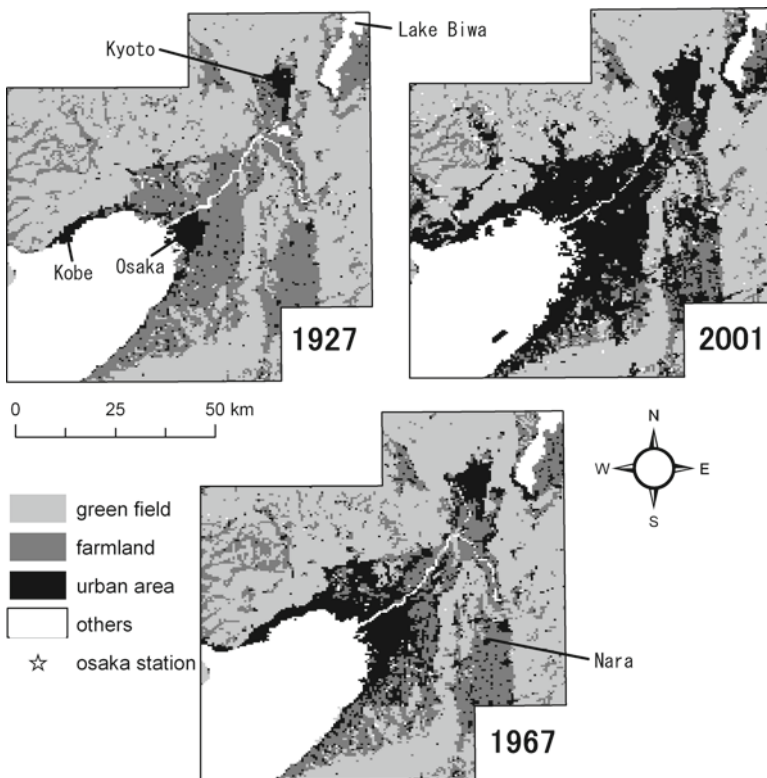 Lake Biwa
Kyoto
Kobe
Osaka
1927
2001
0 25 50 km
N
W E
S
green field
farmland
urban area
others
osaka station
Nara
1967